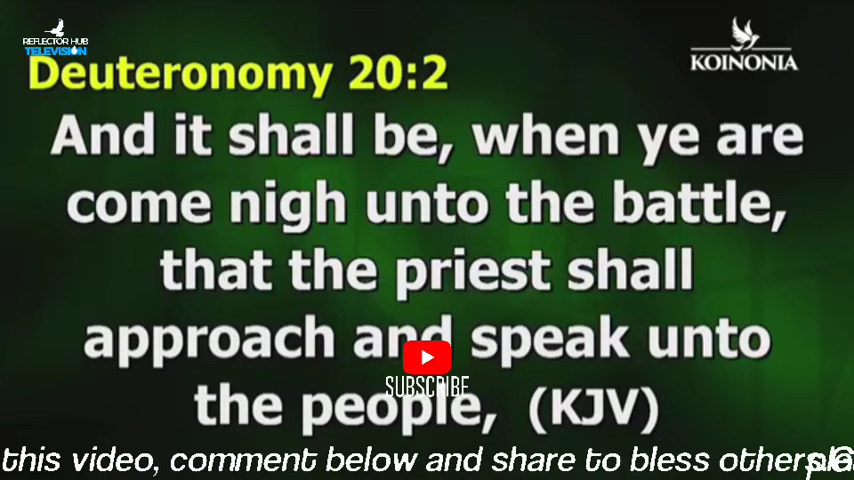 REFLECTOR HUB
TELEVISION
KOINONIA
Deuteronomy 20:2
And it shall be, when ye are
come nigh unto the battle,
that the priest shall
approach and speak unto
the people, (KJV)
SUBSCRIBE
this video, comment below and share to bless others